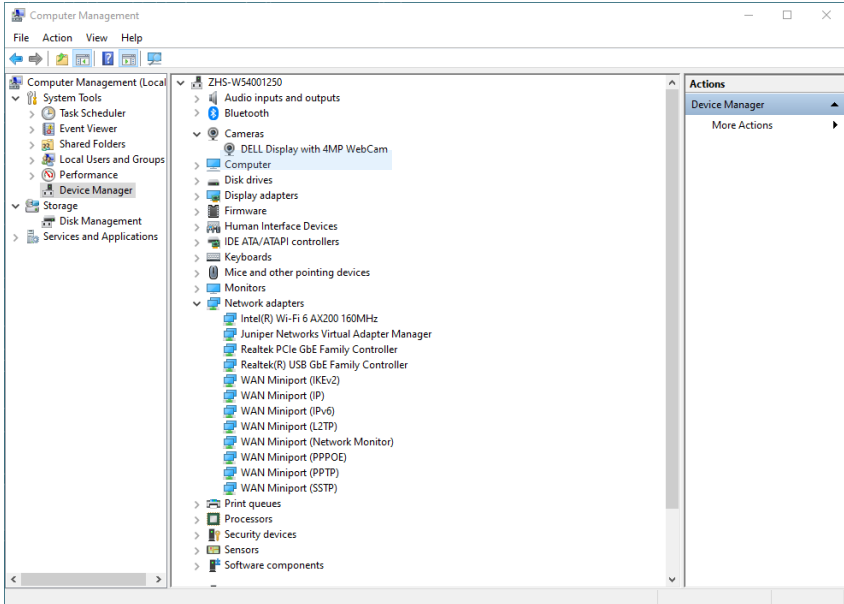 Computer Management
File Action View Help
Computer Management (Local
System Tools
Task Scheduler
Event Viewer
Shared Folders
Local Users and Groups
Performance
Device Manager
Storage
Disk Management
Services and Applications
ZHS-W54001250
Audio inputs and outputs
Bluetooth
Cameras
DELL Display with 4MP WebCam
Computer
Disk drives
Display adapters
Firmware
Human Interface Devices
IDE ATA/ATAPI controllers
Keyboards
Mice and other pointing devices
Monitors
Network adapters
Intel(R) Wi-Fi 6 AX200 160MHz
Juniper Networks Virtual Adapter Manager
Realtek PCIe GbE Family Controller
Realtek(R) USB GbE Family Controller
WAN Miniport (IKEv2)
WAN Miniport (IP)
WAN Miniport (IPv6)
WAN Miniport (L2TP)
WAN Miniport (Network Monitor)
WAN Miniport (PPPOE)
WAN Miniport (PPTP)
WAN Miniport (SSTP)
Print queues
Processors
Security devices
Sensors
Software components
Actions
Device Manager
More Actions